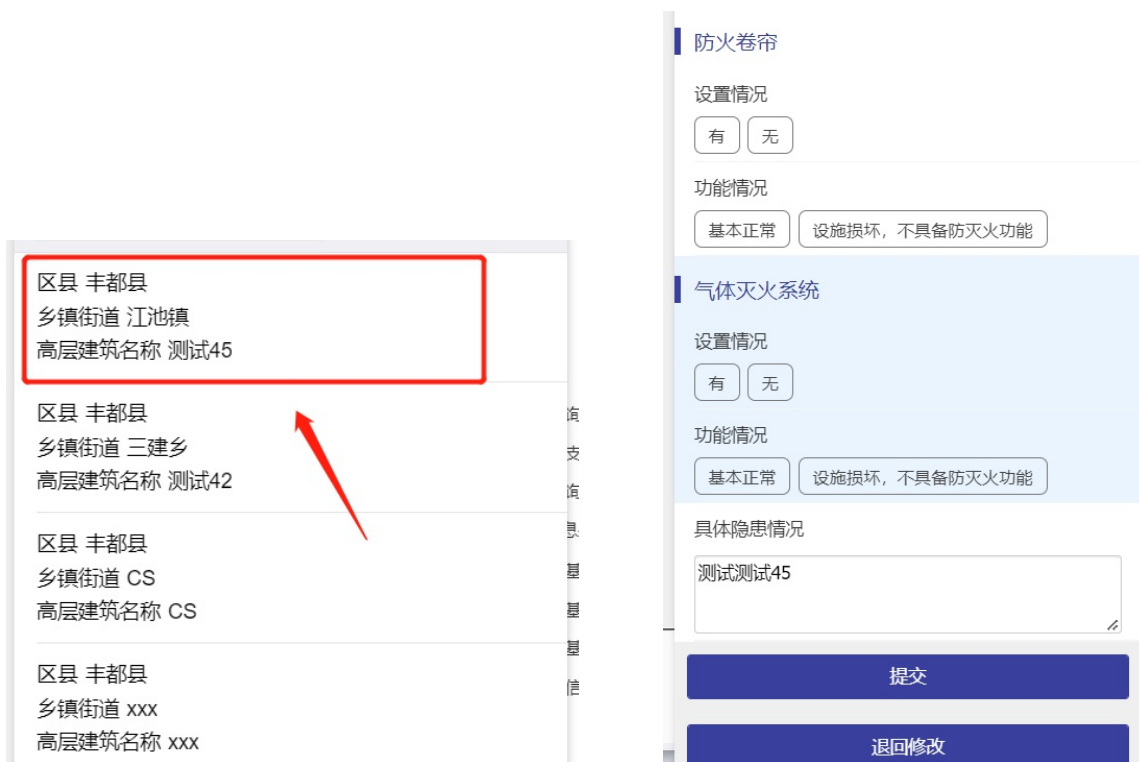 区县 丰都县
乡镇街道 江池镇
高层建筑名称 测试45
区县 丰都县
乡镇街道 三建乡
高层建筑名称 测试42
区县 丰都县
乡镇街道 CS
高层建筑名称 CS
区县 丰都县
乡镇街道 xxx
高层建筑名称 xxx
防火卷帘
设置情况
有 无
功能情况
基本正常 设施损坏，不具备防灭火功能
气体灭火系统
设置情况
有 无
功能情况
基本正常 设施损坏，不具备防灭火功能
具体隐患情况
测试测试45
提交
退回修改